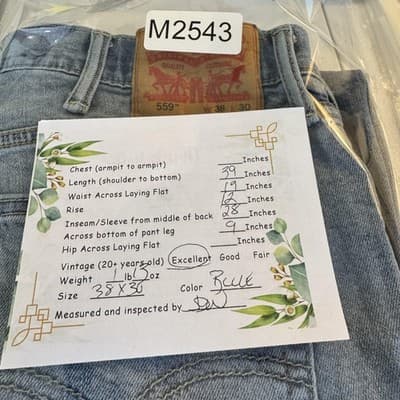 M2543
QUALITY CLOTHING
559™ W 38 L 30
Chest (armpit to armpit) Inches
Length (shoulder to bottom) 39 Inches
Waist Across Laying Flat 19 Inches
Rise 12 Inches
Inseam/Sleeve from middle of back 28 Inches
Across bottom of pant leg 9 Inches
Hip Across Laying Flat Inches
Vintage (20+ years old) Excellent Good Fair
Weight 1 lb oz Color BLUE
Size 38 X 30
Measured and inspected by